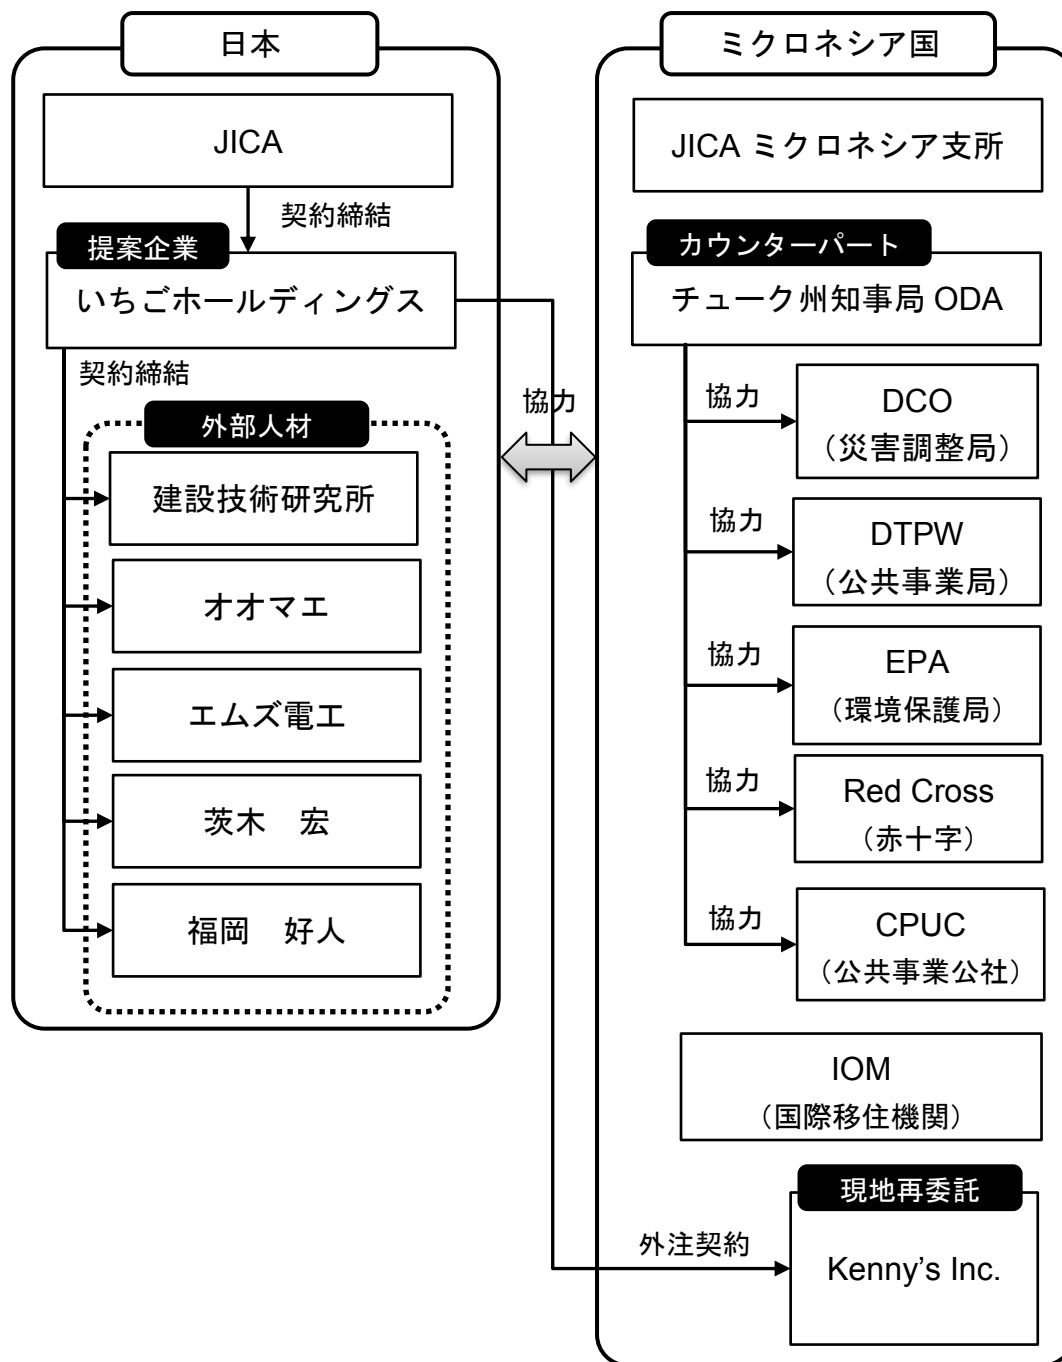 日本
JICA
契約締結
提案企業
いちごホールディングス
契約締結
外部人材
建設技術研究所
オオマエ
エムズ電工
茨木　宏
福岡　好人
協力
ミクロネシア国
JICA ミクロネシア支所
カウンターパート
チューク州知事局 ODA
協力
DCO
（災害調整局）
協力
DTPW
（公共事業局）
協力
EPA
（環境保護局）
協力
Red Cross
（赤十字）
協力
CPUC
（公共事業公社）
IOM
（国際移住機関）
現地再委託
外注契約
Kenny’s Inc.